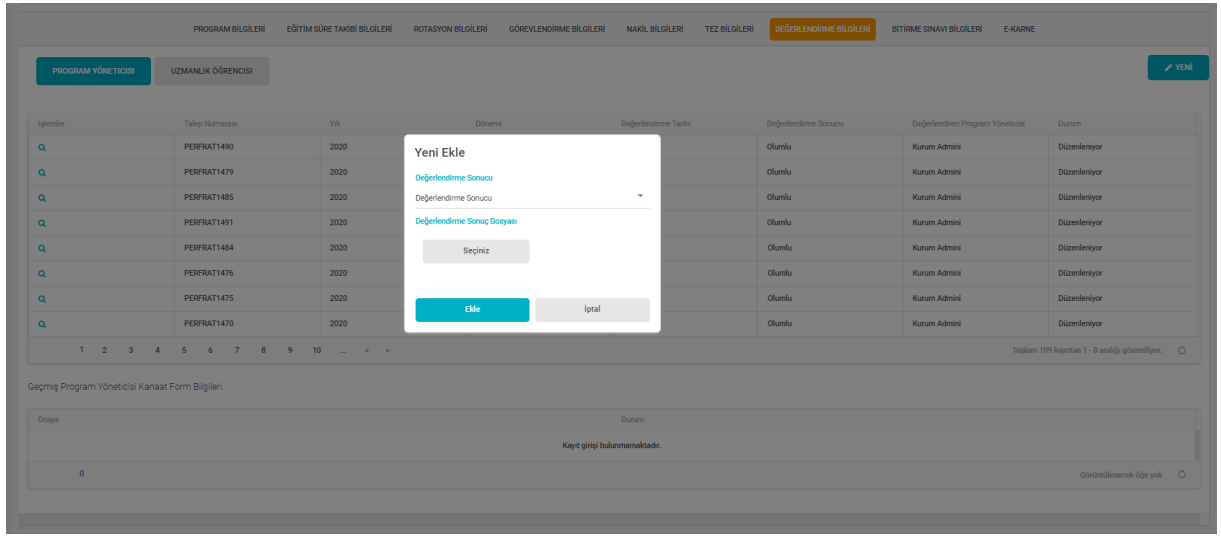 PROGRAM BİLGİLERİ EĞİTİM SÜRE TAKİBİ BİLGİLERİ ROTASYON BİLGİLERİ GÖREVLENDİRME BİLGİLERİ NAKİL BİLGİLERİ TEZ BİLGİLERİ DEĞERLENDİRME BİLGİLERİ BİTİRME SINAVI BİLGİLERİ E-KARNE
PROGRAM YÖNETİCISI UZMANLIK ÖĞRENCISI YENİ
İşlemler Talep Numarası Yılı Dönemi Değerlendirme Tarihi Değerlendirme Sonucu Değerlendiren Program Yöneticisi Durum
PERFRAT1490 2020 Olumlu Kurum Admini Düzenleniyor
PERFRAT1479 2020 Olumlu Kurum Admini Düzenleniyor
PERFRAT1485 2020 Olumlu Kurum Admini Düzenleniyor
PERFRAT1491 2020 Olumlu Kurum Admini Düzenleniyor
PERFRAT1484 2020 Olumlu Kurum Admini Düzenleniyor
PERFRAT1476 2020 Olumlu Kurum Admini Düzenleniyor
PERFRAT1475 2020 Olumlu Kurum Admini Düzenleniyor
PERFRAT1470 2020 Olumlu Kurum Admini Düzenleniyor
Yeni Ekle
Değerlendirme Sonucu
Değerlendirme Sonucu
Değerlendirme Sonuç Dosyası
Seçiniz
Ekle İptal
1 2 3 4 5 6 7 8 9 10 ... Toplam 109 kayıttan 1 - 8 aralığı gösteriliyor.
Geçmiş Program Yöneticisi Kanaat Form Bilgileri
Dosya Durum
Kayıt girişi bulunmamaktadır.
0 Görüntülenecek öğe yok